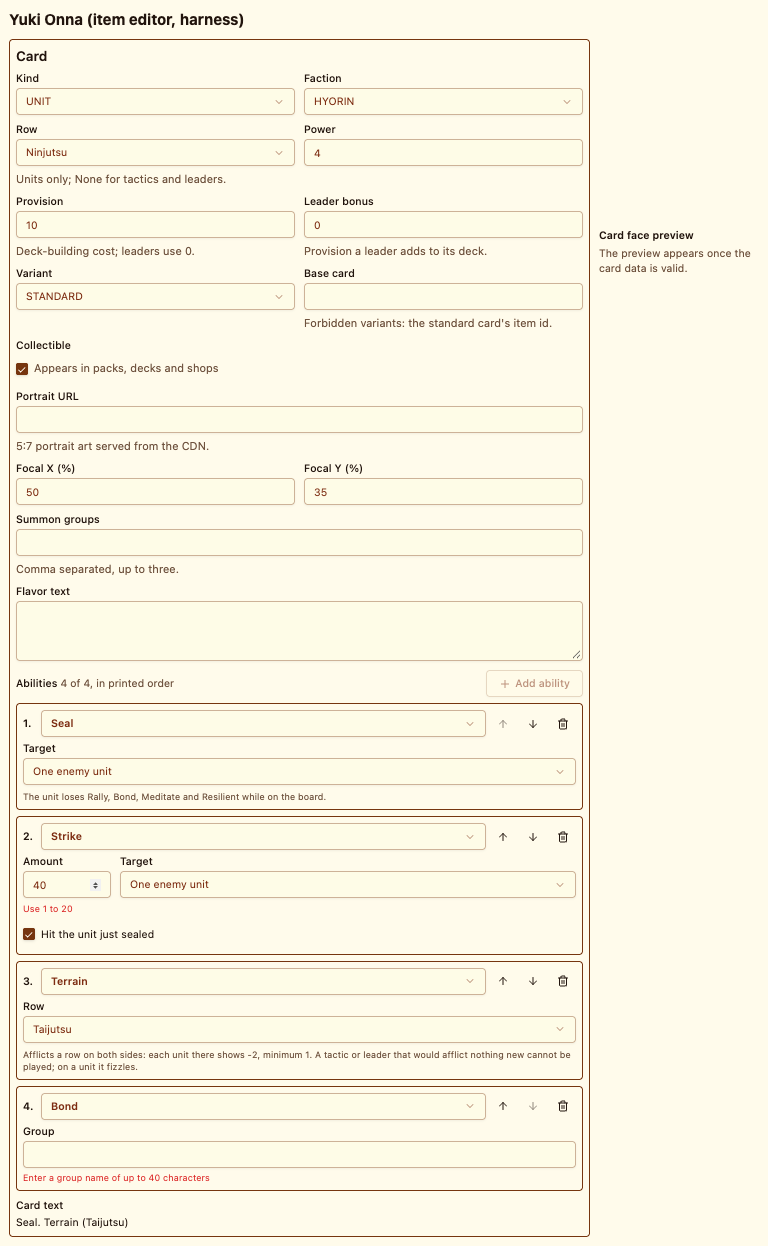 Yuki Onna (item editor, harness)
Card
Kind
Faction
UNIT
HYORIN
Row
Power
Ninjutsu
4
Units only; None for tactics and leaders.
Provision
Leader bonus
10
0
Deck-building cost; leaders use 0.
Provision a leader adds to its deck.
Variant
Base card
STANDARD
Forbidden variants: the standard card's item id.
Collectible
Appears in packs, decks and shops
Portrait URL
5:7 portrait art served from the CDN.
Focal X (%)
Focal Y (%)
50
35
Summon groups
Comma separated, up to three.
Flavor text
Abilities 4 of 4, in printed order
+ Add ability
1. Seal
Target
One enemy unit
The unit loses Rally, Bond, Meditate and Resilient while on the board.
2. Strike
Amount
Target
40
One enemy unit
Use 1 to 20
Hit the unit just sealed
3. Terrain
Row
Taijutsu
Afflicts a row on both sides: each unit there shows -2, minimum 1. A tactic or leader that would afflict nothing new cannot be
played; on a unit it fizzles.
4. Bond
Group
Enter a group name of up to 40 characters
Card text
Seal. Terrain (Taijutsu)
Card face preview
The preview appears once the
card data is valid.